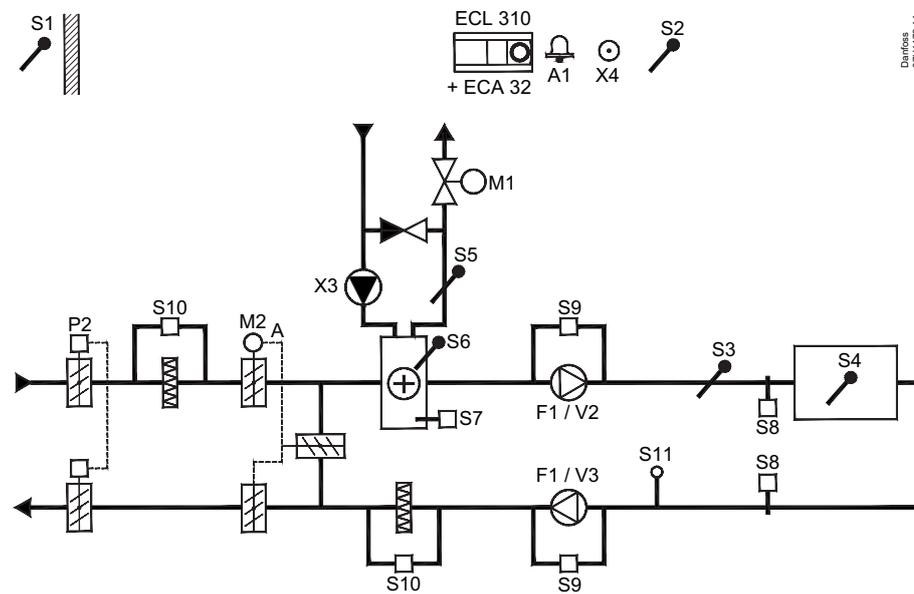 S1
ECL 310
S2
A1
X4
+ ECA 32
Danfoss
M1
S5
X3
S10
S9
P2
M2
A
S6
S3
S4
S7
F1 / V2
S8
F1 / V3
S11
S8
S10
S9